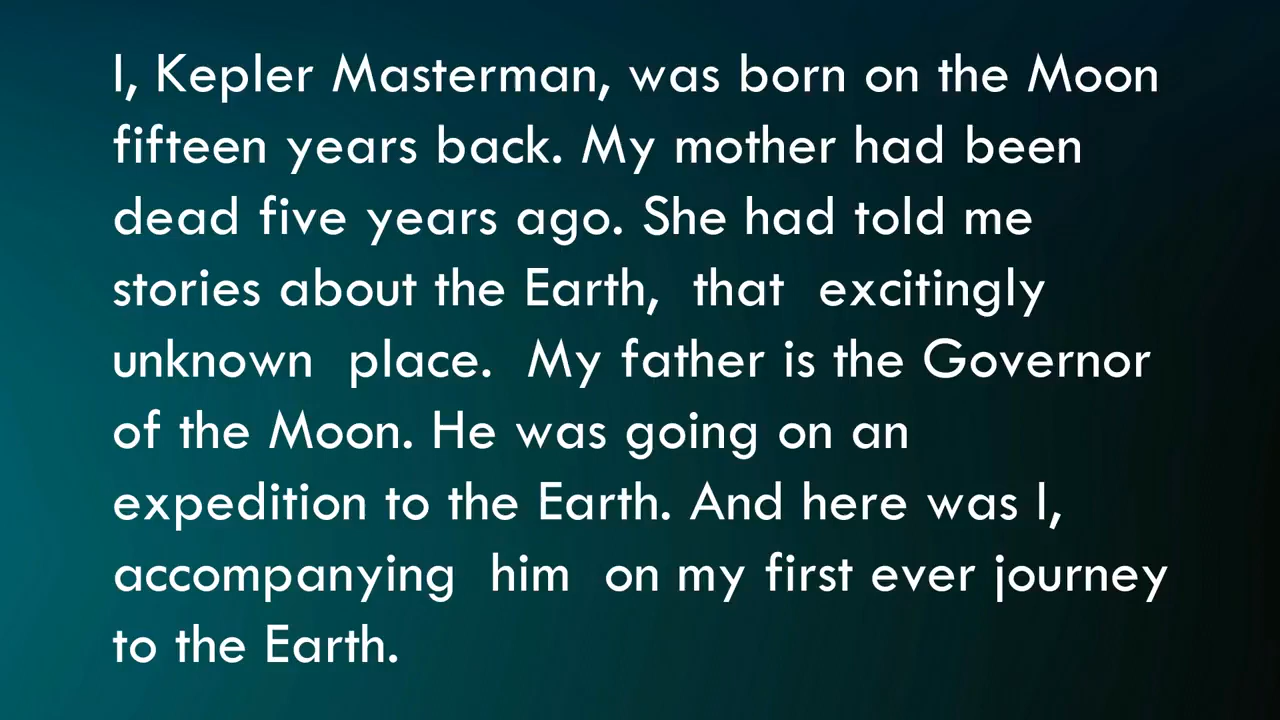 I, Kepler Masterman, was born on the Moon
fifteen years back. My mother had been
dead five years ago. She had told me
stories about the Earth, that excitingly
unknown place. My father is the Governor
of the Moon. He was going on an
expedition to the Earth. And here was I,
accompanying him on my first ever journey
to the Earth.